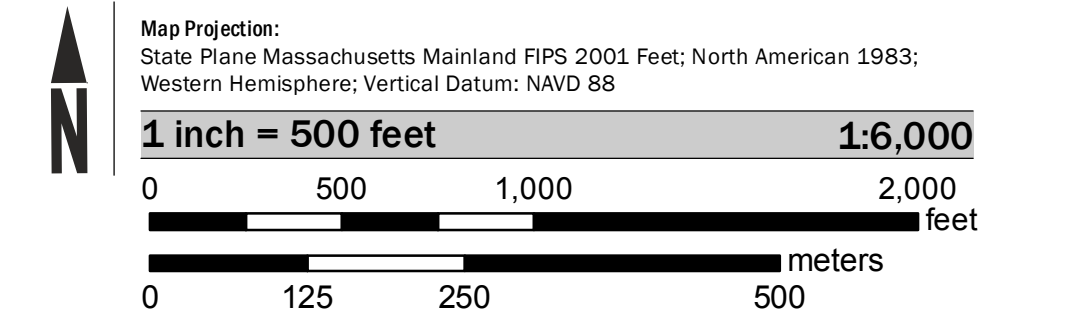 Map Projection:
State Plane Massachusetts Mainland FIPS 2001 Feet; North American 1983;
Western Hemisphere; Vertical Datum: NAVD 88
N
1 inch = 500 feet 1:6,000
0 500 1,000 2,000
feet
meters
0 125 250 500